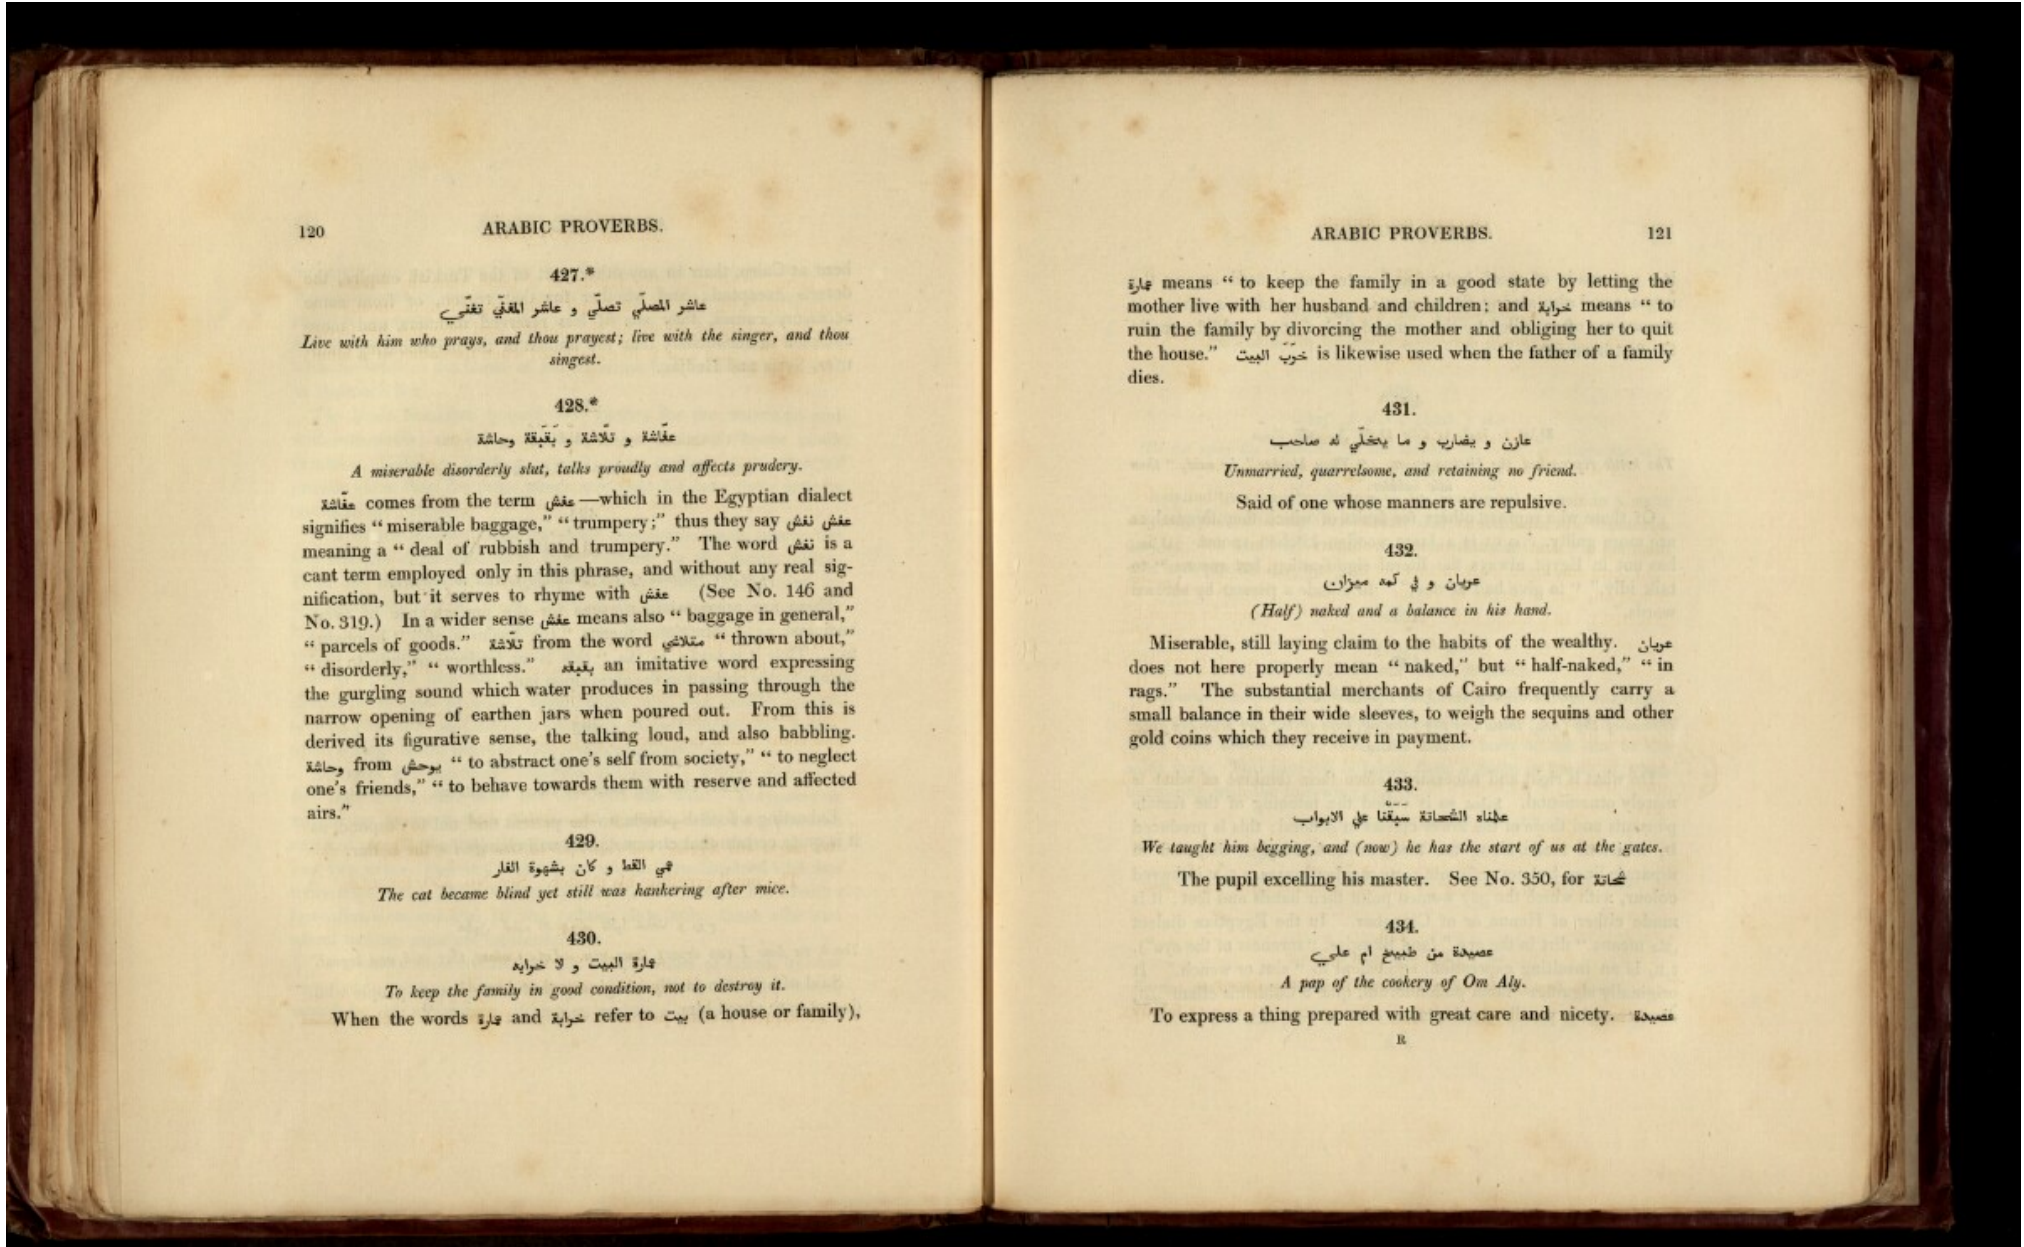 120
ARABIC PROVERBS.
427.*
عاشر المصلّي تصلّي و عاشر المغنّي تغنّي
Live with him who prays, and thou prayest; live with the singer, and thou
singest.
428.*
عفّاشة و تلّاشة و بَقبَقة وحاشة
A miserable disorderly slut, talks proudly and affects prudery.
عفّاشة comes from the term عفش—which in the Egyptian dialect
signifies “ miserable baggage,” “ trumpery ;” thus they say عفش نفش
meaning a “ deal of rubbish and trumpery.” The word نفش is a
cant term employed only in this phrase, and without any real sig-
nification, but it serves to rhyme with عفش (See No. 146 and
No. 319.) In a wider sense عفش means also “ baggage in general,”
“ parcels of goods.” تلّاشة from the word متلاشي “ thrown about,”
“ disorderly,” “ worthless.” بقبقه an imitative word expressing
the gurgling sound which water produces in passing through the
narrow opening of earthen jars when poured out. From this is
derived its figurative sense, the talking loud, and also babbling.
وحاشة from يوحش “ to abstract one’s self from society,” “ to neglect
one’s friends,” “ to behave towards them with reserve and affected
airs.”
429.
عمي القط و كان بشهوة الفار
The cat became blind yet still was hankering after mice.
430.
عمارة البيت و لا خرابه
To keep the family in good condition, not to destroy it.
When the words عمارة and خرابة refer to بيت (a house or family),
ARABIC PROVERBS.
121
عمارة means “ to keep the family in a good state by letting the
mother live with her husband and children; and خرابة means “ to
ruin the family by divorcing the mother and obliging her to quit
the house.” خرّب البيت is likewise used when the father of a family
dies.
431.
عازن و يضارب و ما يخلّي له صاحب
Unmarried, quarrelsome, and retaining no friend.
Said of one whose manners are repulsive.
432.
عريان و في كمه ميزان
(Half) naked and a balance in his hand.
Miserable, still laying claim to the habits of the wealthy. عريان
does not here properly mean “ naked,” but “ half-naked,” “ in
rags.” The substantial merchants of Cairo frequently carry a
small balance in their wide sleeves, to weigh the sequins and other
gold coins which they receive in payment.
433.
علمناه الشحاتة سَبَقّنا علي الابواب
We taught him begging, and (now) he has the start of us at the gates.
The pupil excelling his master. See No. 350, for شحاتة
434.
عصيدة من طبيخ ام علي
A pap of the cookery of Om Aly.
To express a thing prepared with great care and nicety. عصيدة
R